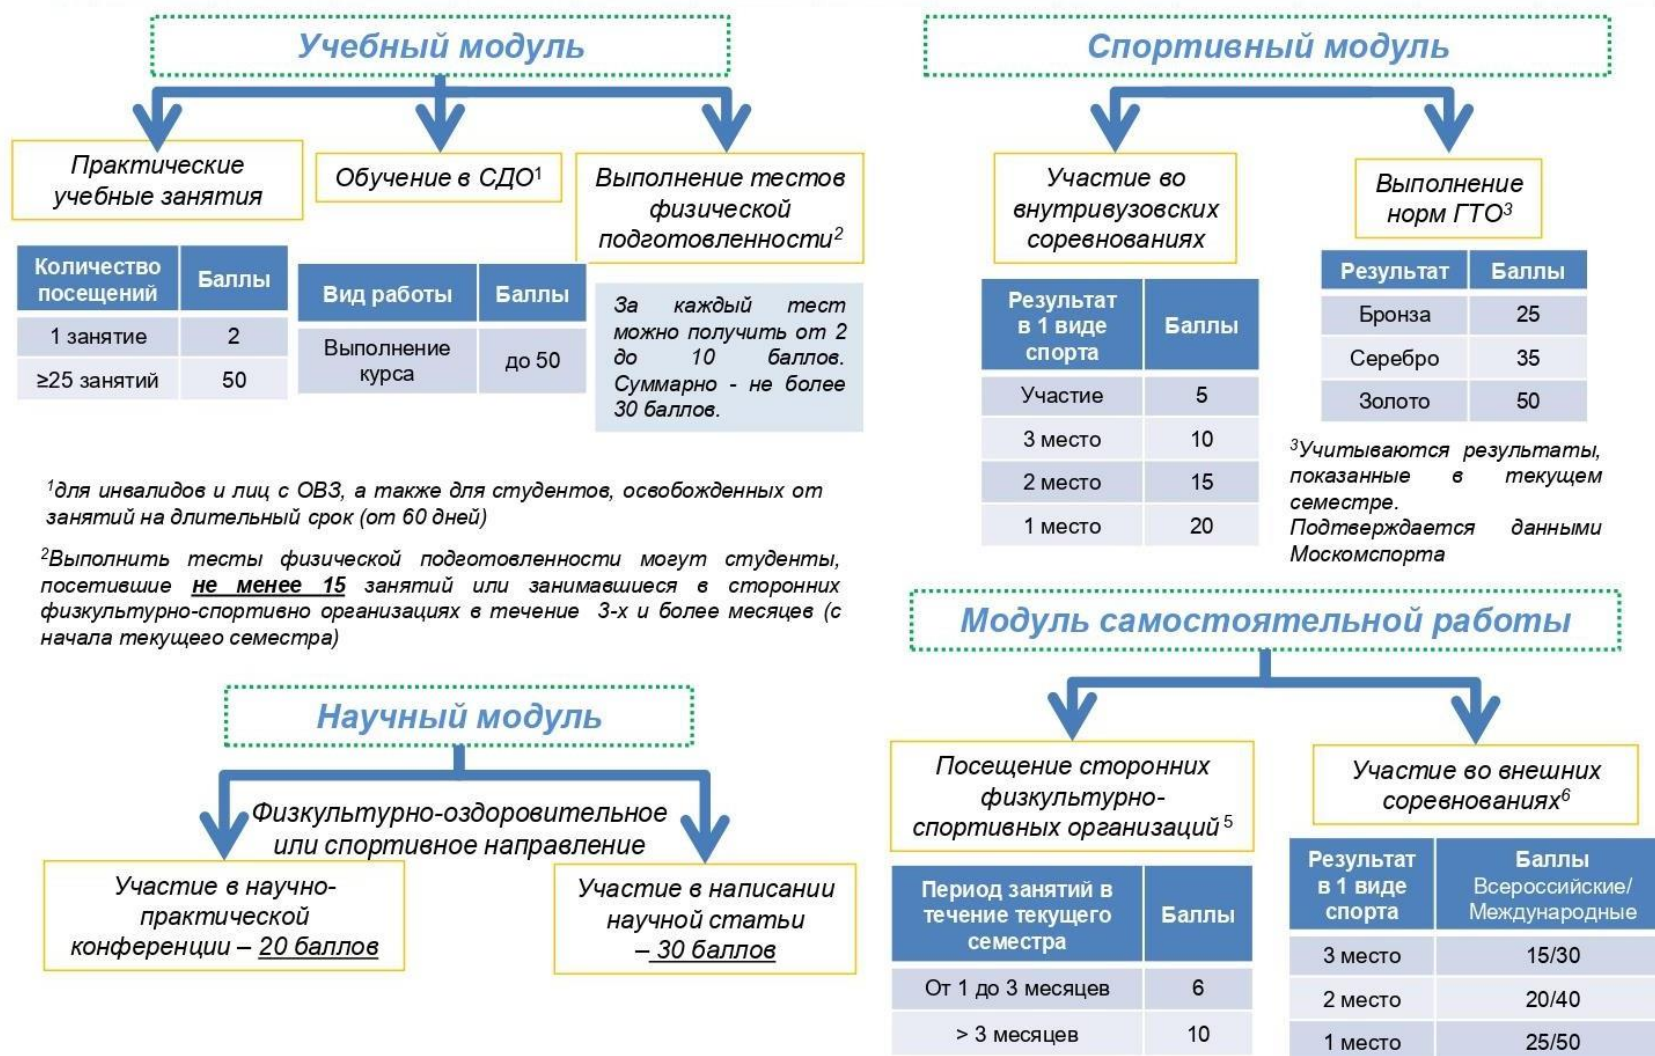 Учебный модуль
Практические
учебные занятия
Обучение в СДО¹
Выполнение тестов
физической
подготовленности²
Количество
посещений
Баллы
1 занятие
2
≥25 занятий
50
Вид работы
Баллы
Выполнение
курса
до 50
За каждый тест
можно получить от 2
до 10 баллов.
Суммарно - не более
30 баллов.
¹для инвалидов и лиц с ОВЗ, а также для студентов, освобожденных от
занятий на длительный срок (от 60 дней)
²Выполнить тесты физической подготовленности могут студенты,
посетившие не менее 15 занятий или занимавшиеся в сторонних
физкультурно-спортивно организациях в течение 3-х и более месяцев (с
начала текущего семестра)
Спортивный модуль
Участие во
внутривузовских
соревнованиях
Выполнение
норм ГТО³
Результат
в 1 виде
спорта
Баллы
Участие
5
3 место
10
2 место
15
1 место
20
Результат
Баллы
Бронза
25
Серебро
35
Золото
50
³Учитываются результаты,
показанные в текущем
семестре.
Подтверждается данными
Москомспорта
Научный модуль
Физкультурно-оздоровительное
или спортивное направление
Участие в научно-
практической
конференции – 20 баллов
Участие в написании
научной статьи
– 30 баллов
Модуль самостоятельной работы
Посещение сторонних
физкультурно-
спортивных организаций ⁵
Участие во внешних
соревнованиях⁶
Период занятий в
течение текущего
семестра
Баллы
От 1 до 3 месяцев
6
> 3 месяцев
10
Результат
в 1 виде
спорта
Баллы
Всероссийские/
Международные
3 место
15/30
2 место
20/40
1 место
25/50